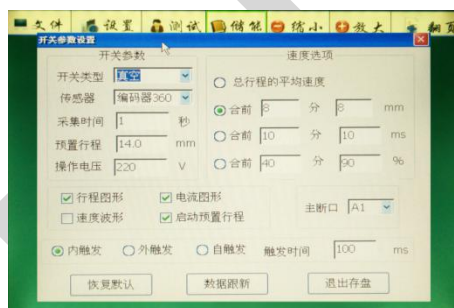 文件 设置 测试 储能 缩小 放大 翻页
开关参数设置
开关参数
速度选项
开关类型 真空
总行程的平均速度
传感器 编码器360
合前 8 分 8 mm
采集时间 1 秒
合前 10 分 10 ms
预置行程 14.0 mm
合前 40 分 90 %
操作电压 220 V
行程图形 电流图形
主断口 A1
速度波形 启动预置行程
内触发 外触发 自触发 触发时间 100 ms
恢复默认 数据跟新 退出存盘